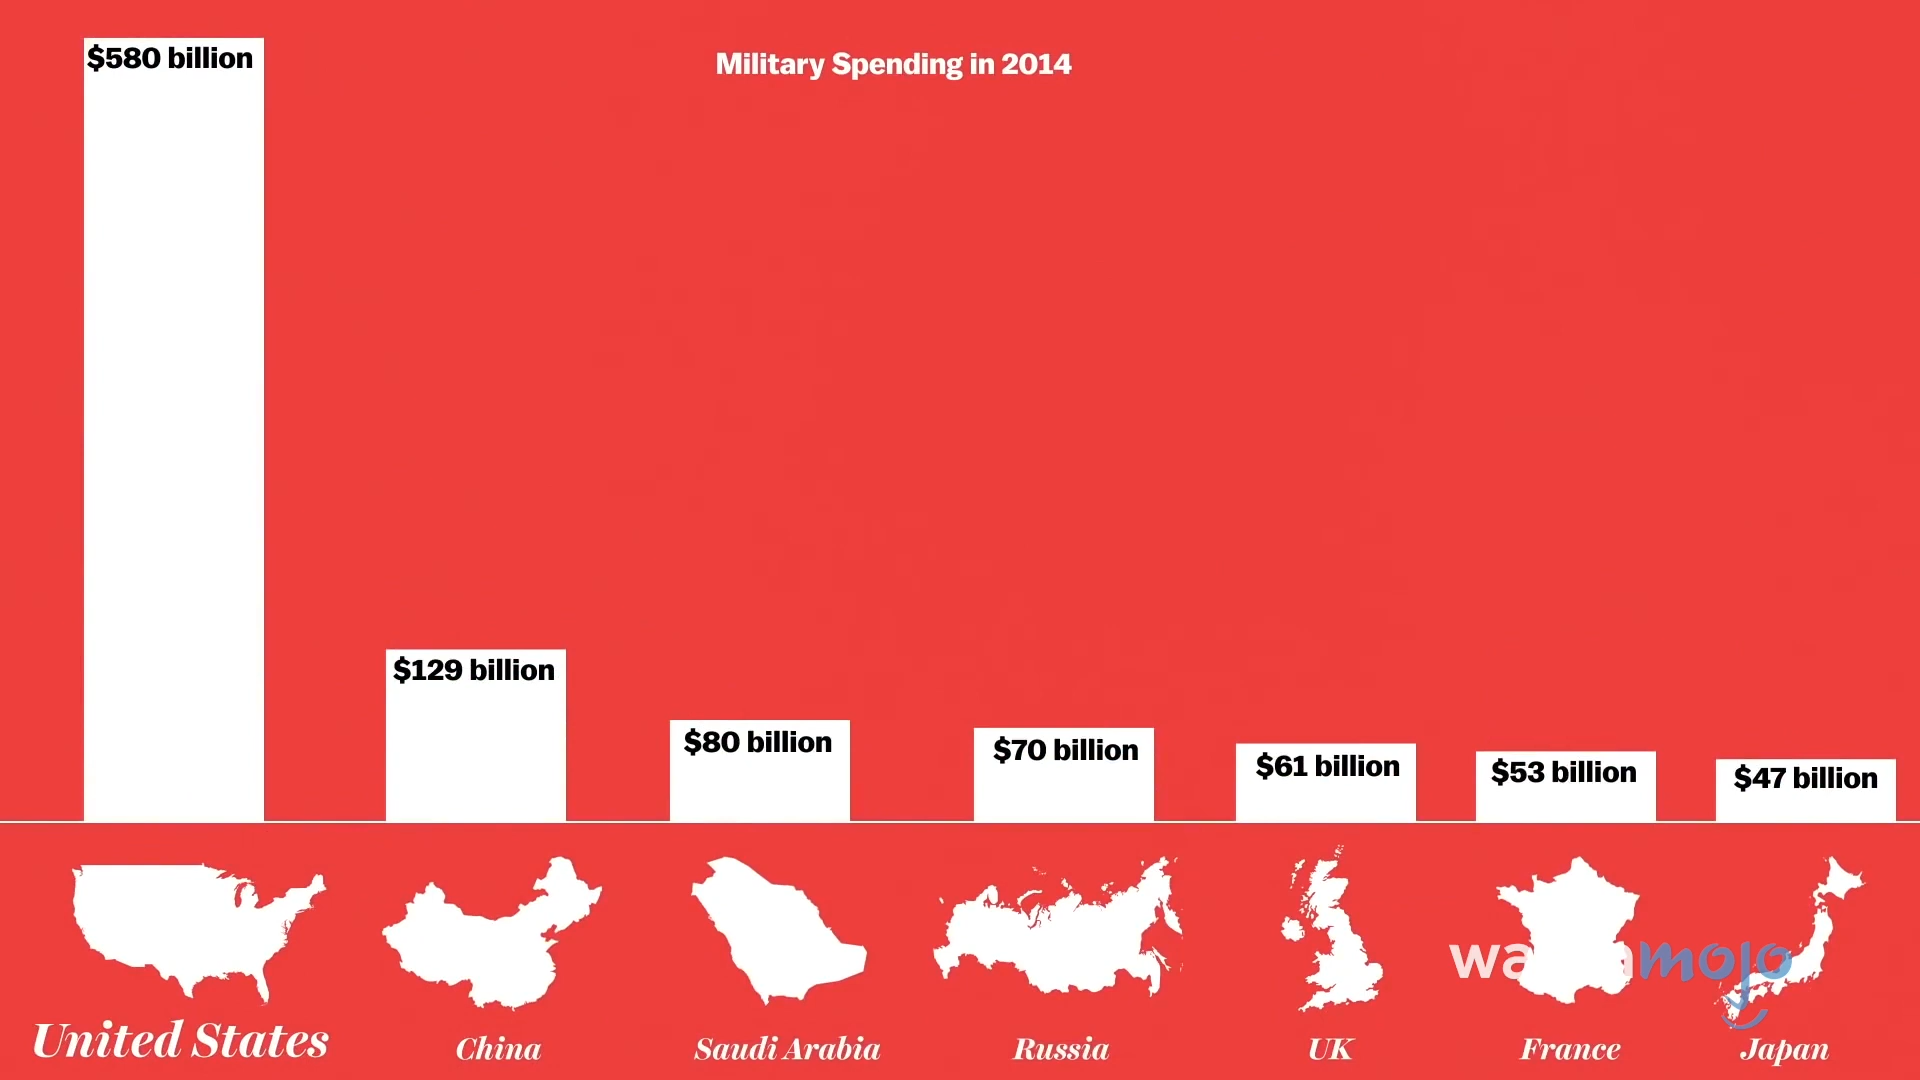 Military Spending in 2014
$580 billion
$129 billion
$80 billion
$70 billion
$61 billion
$53 billion
$47 billion
United States
China
Saudi Arabia
Russia
UK
France
Japan